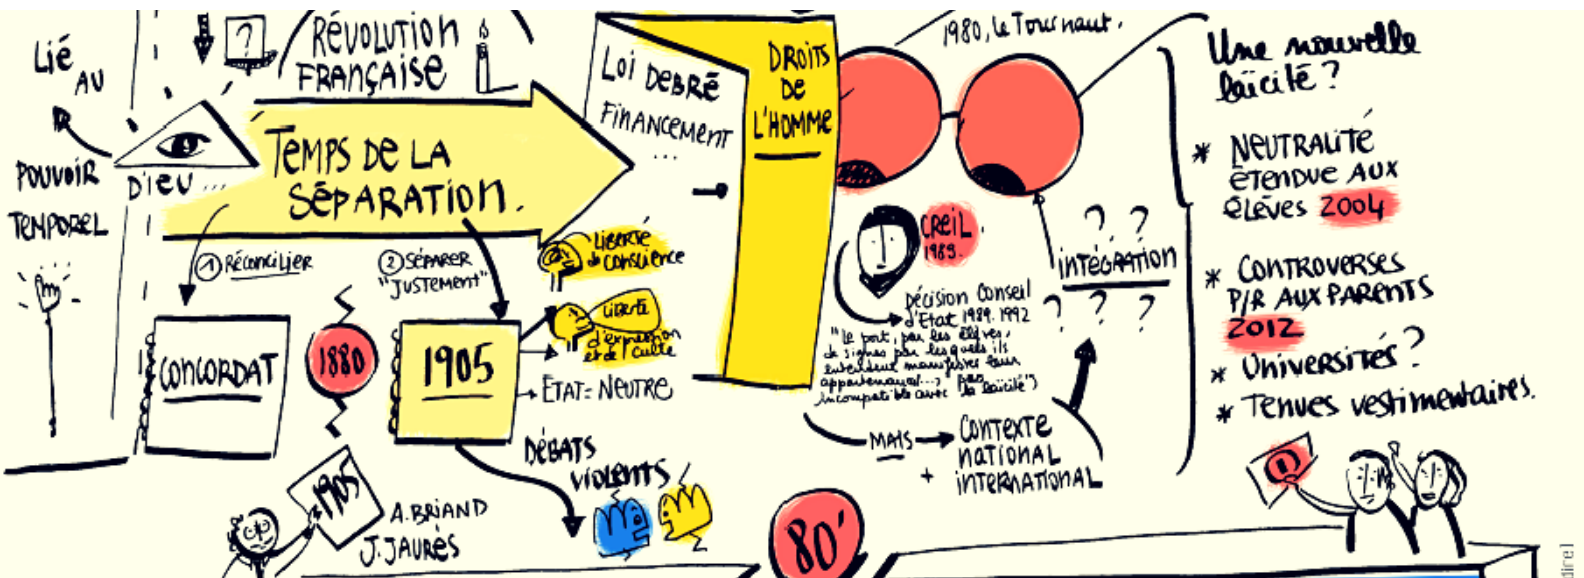 Lié
AU
POUVOIR
TEMPOREL
?
RÉVOLUTION
FRANÇAISE
DIEU...
TEMPS DE LA
SÉPARATION.
① Réconcilier
CONCORDAT
1880
② SÉPARER
"JUSTEMENT"
1905
LIBERTÉ
de CONSCIENCE
LIBERTÉ
d'expression
et de l'culte
→ ETAT = NEUTRE
DÉBATS
VIOLENTS
1905
A. BRIAND
J. JAURÈS
LOI DEBRÉ
FINANCEMENT
...
DROITS
DE
L'HOMME
1980, Le Tournant.
CREIL
1989.
Décision Conseil
d'Etat 1989. 1992
"Le port, par les élèves,
de signes par lesquels ils
entendent manifester leur
appartenance(...) pas
incompatible avec la laïcité")
MAIS → CONTEXTE
national
+ international
? ?
intégration
? ? ?
80'
Une nouvelle
laïcité ?
* NEUTRALITÉ
ÉTENDUE AUX
ÉLÈVES 2004
* CONTROVERSES
P/R AUX PARENTS
2012
* Universités ?
* Tenues vestimentaires.